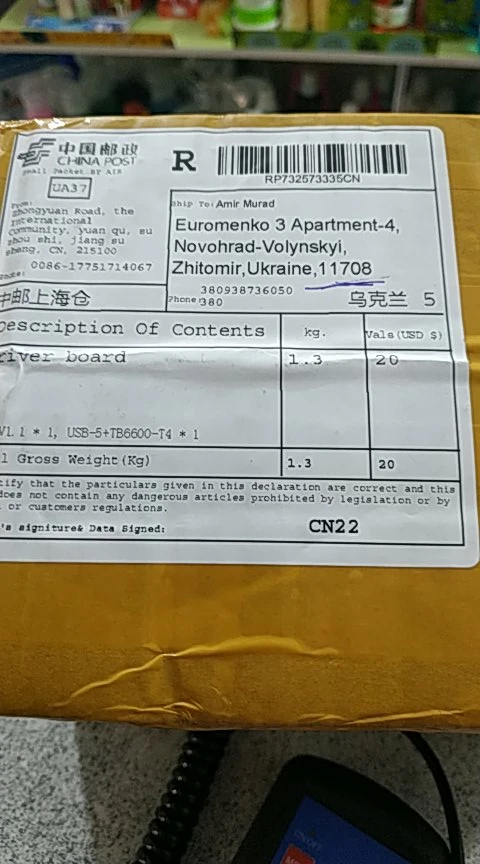 中国邮政
CHINA POST
Small Packet BY AIR
UA37
R
RP732573335CN
From:
Zhongyuan Road, the
International
community, yuan qu, su
zhou shi, jiang su
sheng, CN, 215100
Phone: 0086-17751714067
中邮上海仓
Ship To: Amir Murad
Euromenko 3 Apartment-4,
Novohrad-Volynskyi,
Zhitomir,Ukraine,11708
380938736050
Phone:380
乌克兰 5
Description Of Contents kg. Vals(USD $)
river board 1.3 20
V1.1 * 1, USB-5+TB6600-T4 * 1
l Gross Weight(Kg) 1.3 20
tify that the particulars given in this declaration are correct and this
does not contain any dangerous articles prohibited by legislation or by
or customers regulations.
's signiture& Data Signed: CN22
ON/OFF